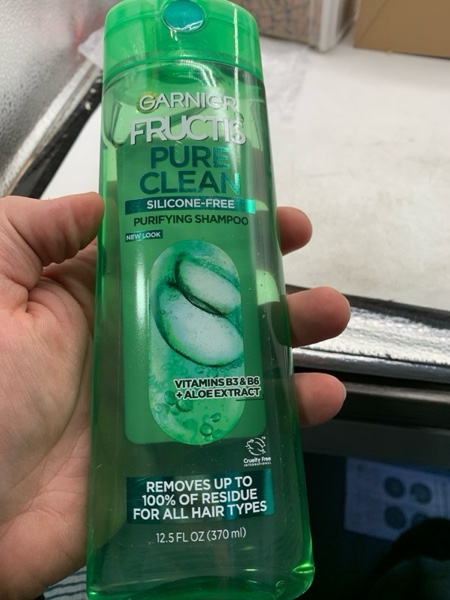 GARNIER
FRUCTIS
PURE
CLEAN
SILICONE-FREE
PURIFYING SHAMPOO
NEW LOOK
VITAMINS B3 & B6
+ ALOE EXTRACT
Cruelty Free
INTERNATIONAL
REMOVES UP TO
100% OF RESIDUE
FOR ALL HAIR TYPES
12.5 FL OZ (370 ml)